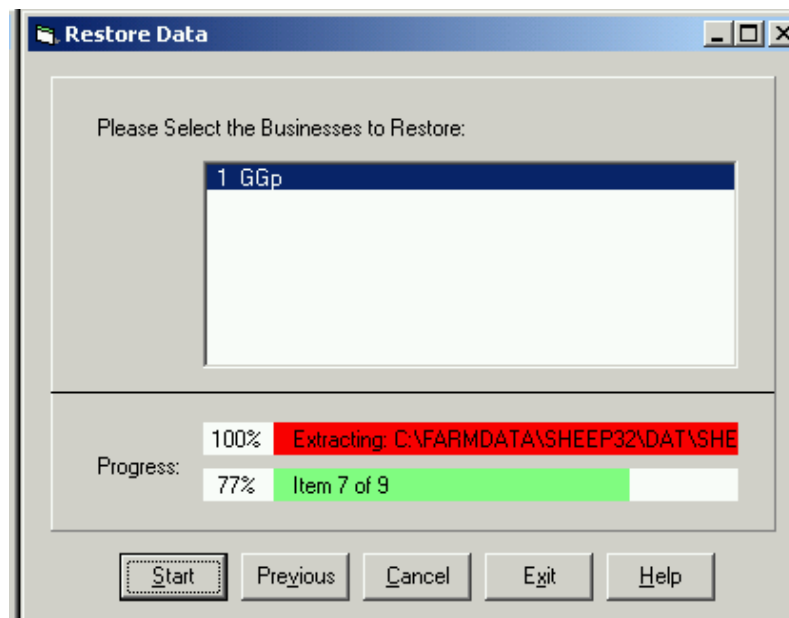 Restore Data
Please Select the Businesses to Restore:
1 GGp
Progress:
100% Extracting: C:\FARMDATA\SHEEP32\DAT\SHE
77% Item 7 of 9
Start Previous Cancel Exit Help